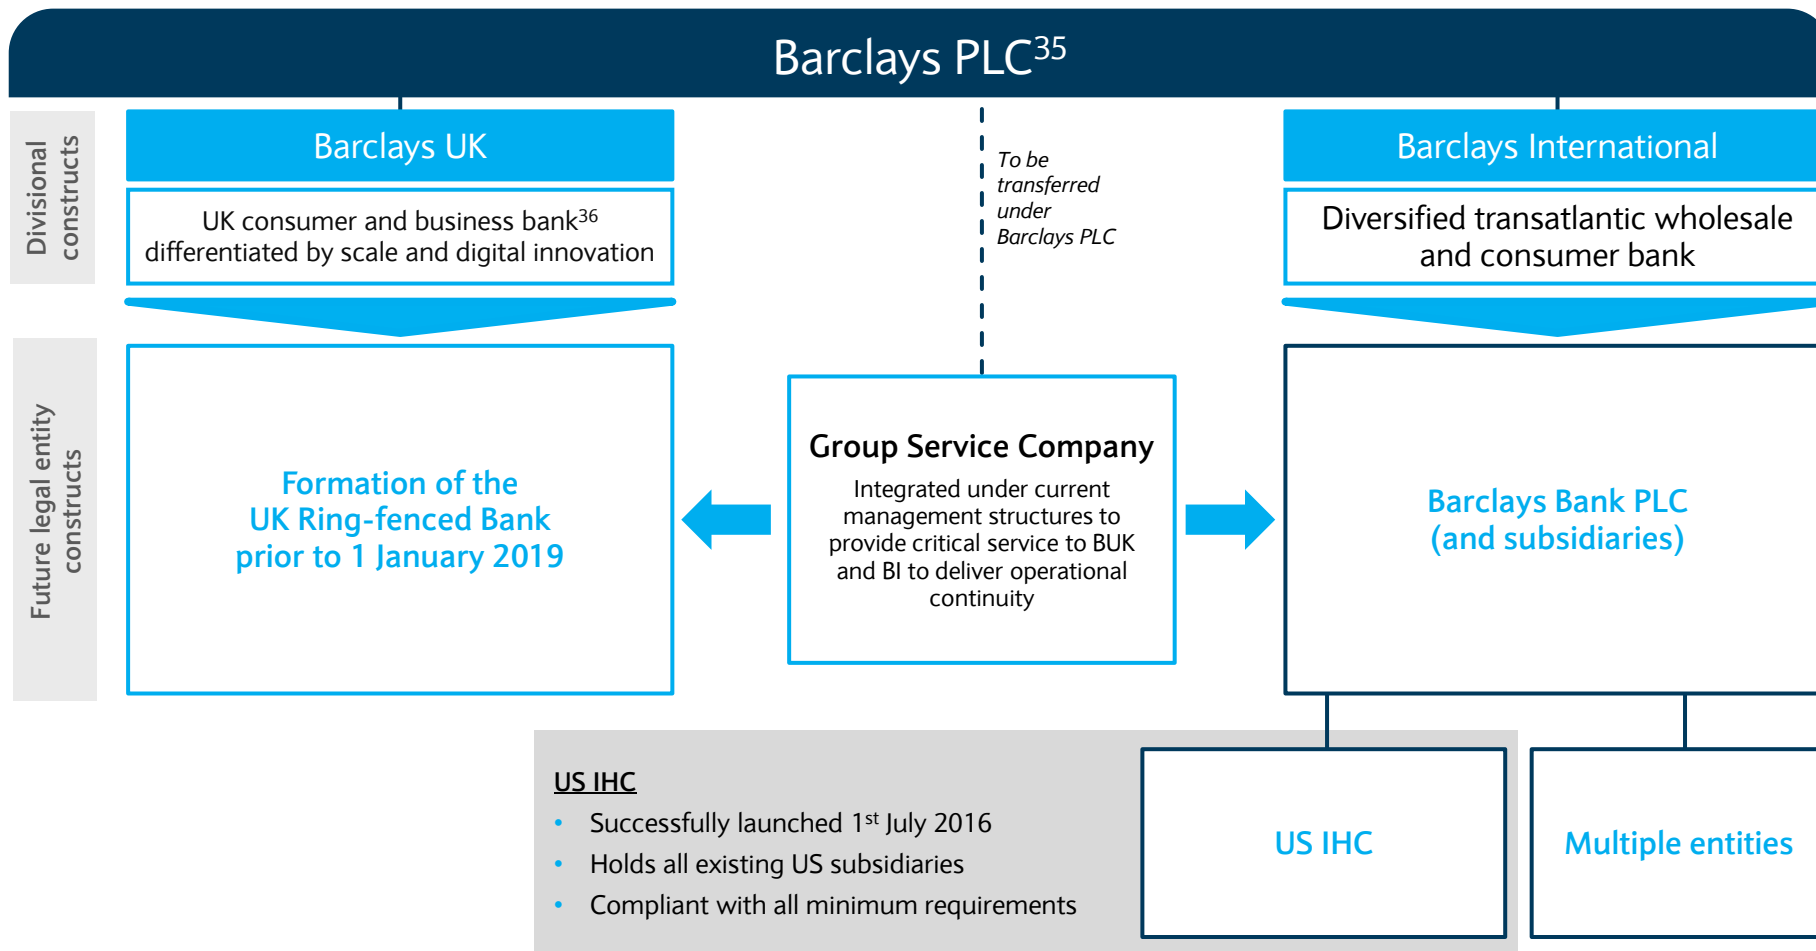 Barclays PLC35
Divisional
constructs
Barclays UK
UK consumer and business bank36
differentiated by scale and digital innovation
To be
transferred
under
Barclays PLC
Barclays International
Diversified transatlantic wholesale
and consumer bank
Future legal entity
constructs
Formation of the
UK Ring-fenced Bank
prior to 1 January 2019
Group Service Company
Integrated under current
management structures to
provide critical service to BUK
and BI to deliver operational
continuity
Barclays Bank PLC
(and subsidiaries)
US IHC
• Successfully launched 1st July 2016
• Holds all existing US subsidiaries
• Compliant with all minimum requirements
US IHC
Multiple entities